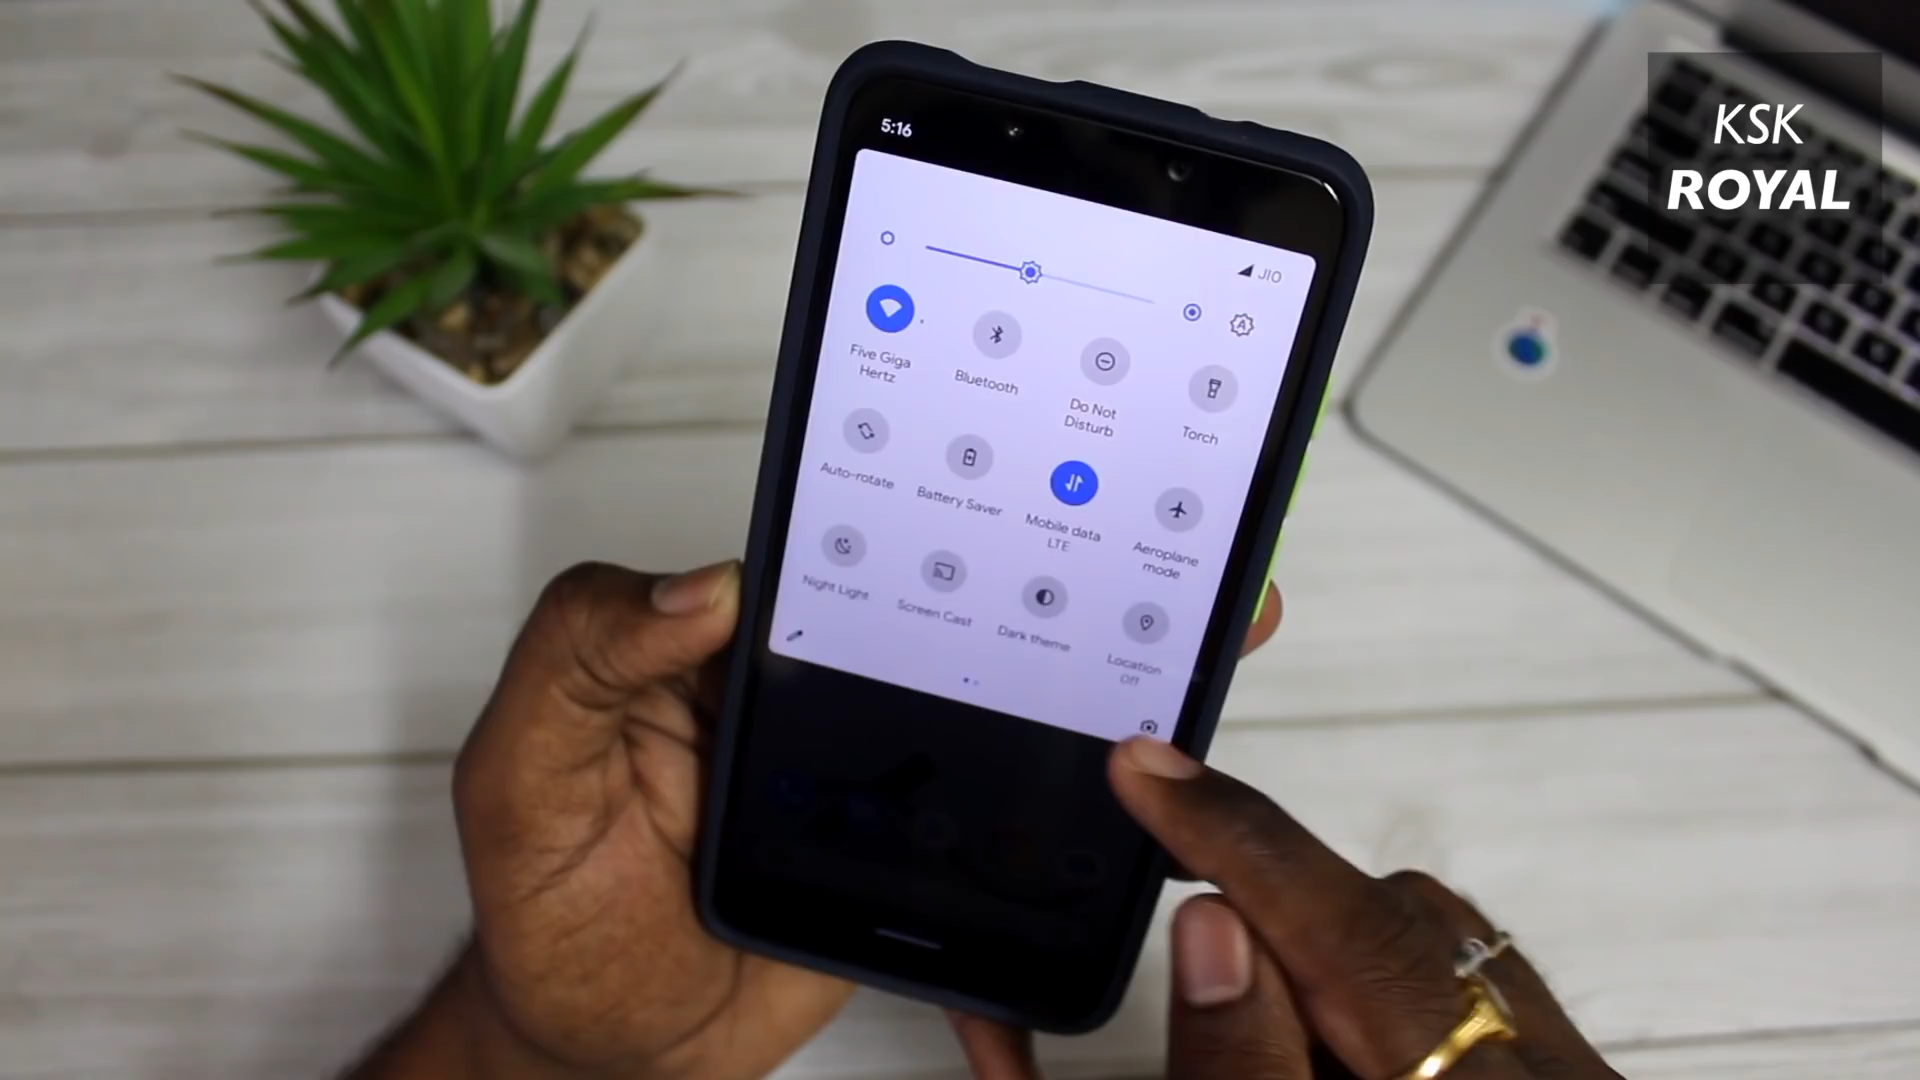 KSK
ROYAL
5:16
JIO
Five Giga
Hertz
Bluetooth
Do Not
Disturb
Torch
Auto-rotate
Battery Saver
Mobile data
LTE
Aeroplane
mode
Night Light
Screen Cast
Dark theme
Location
Off